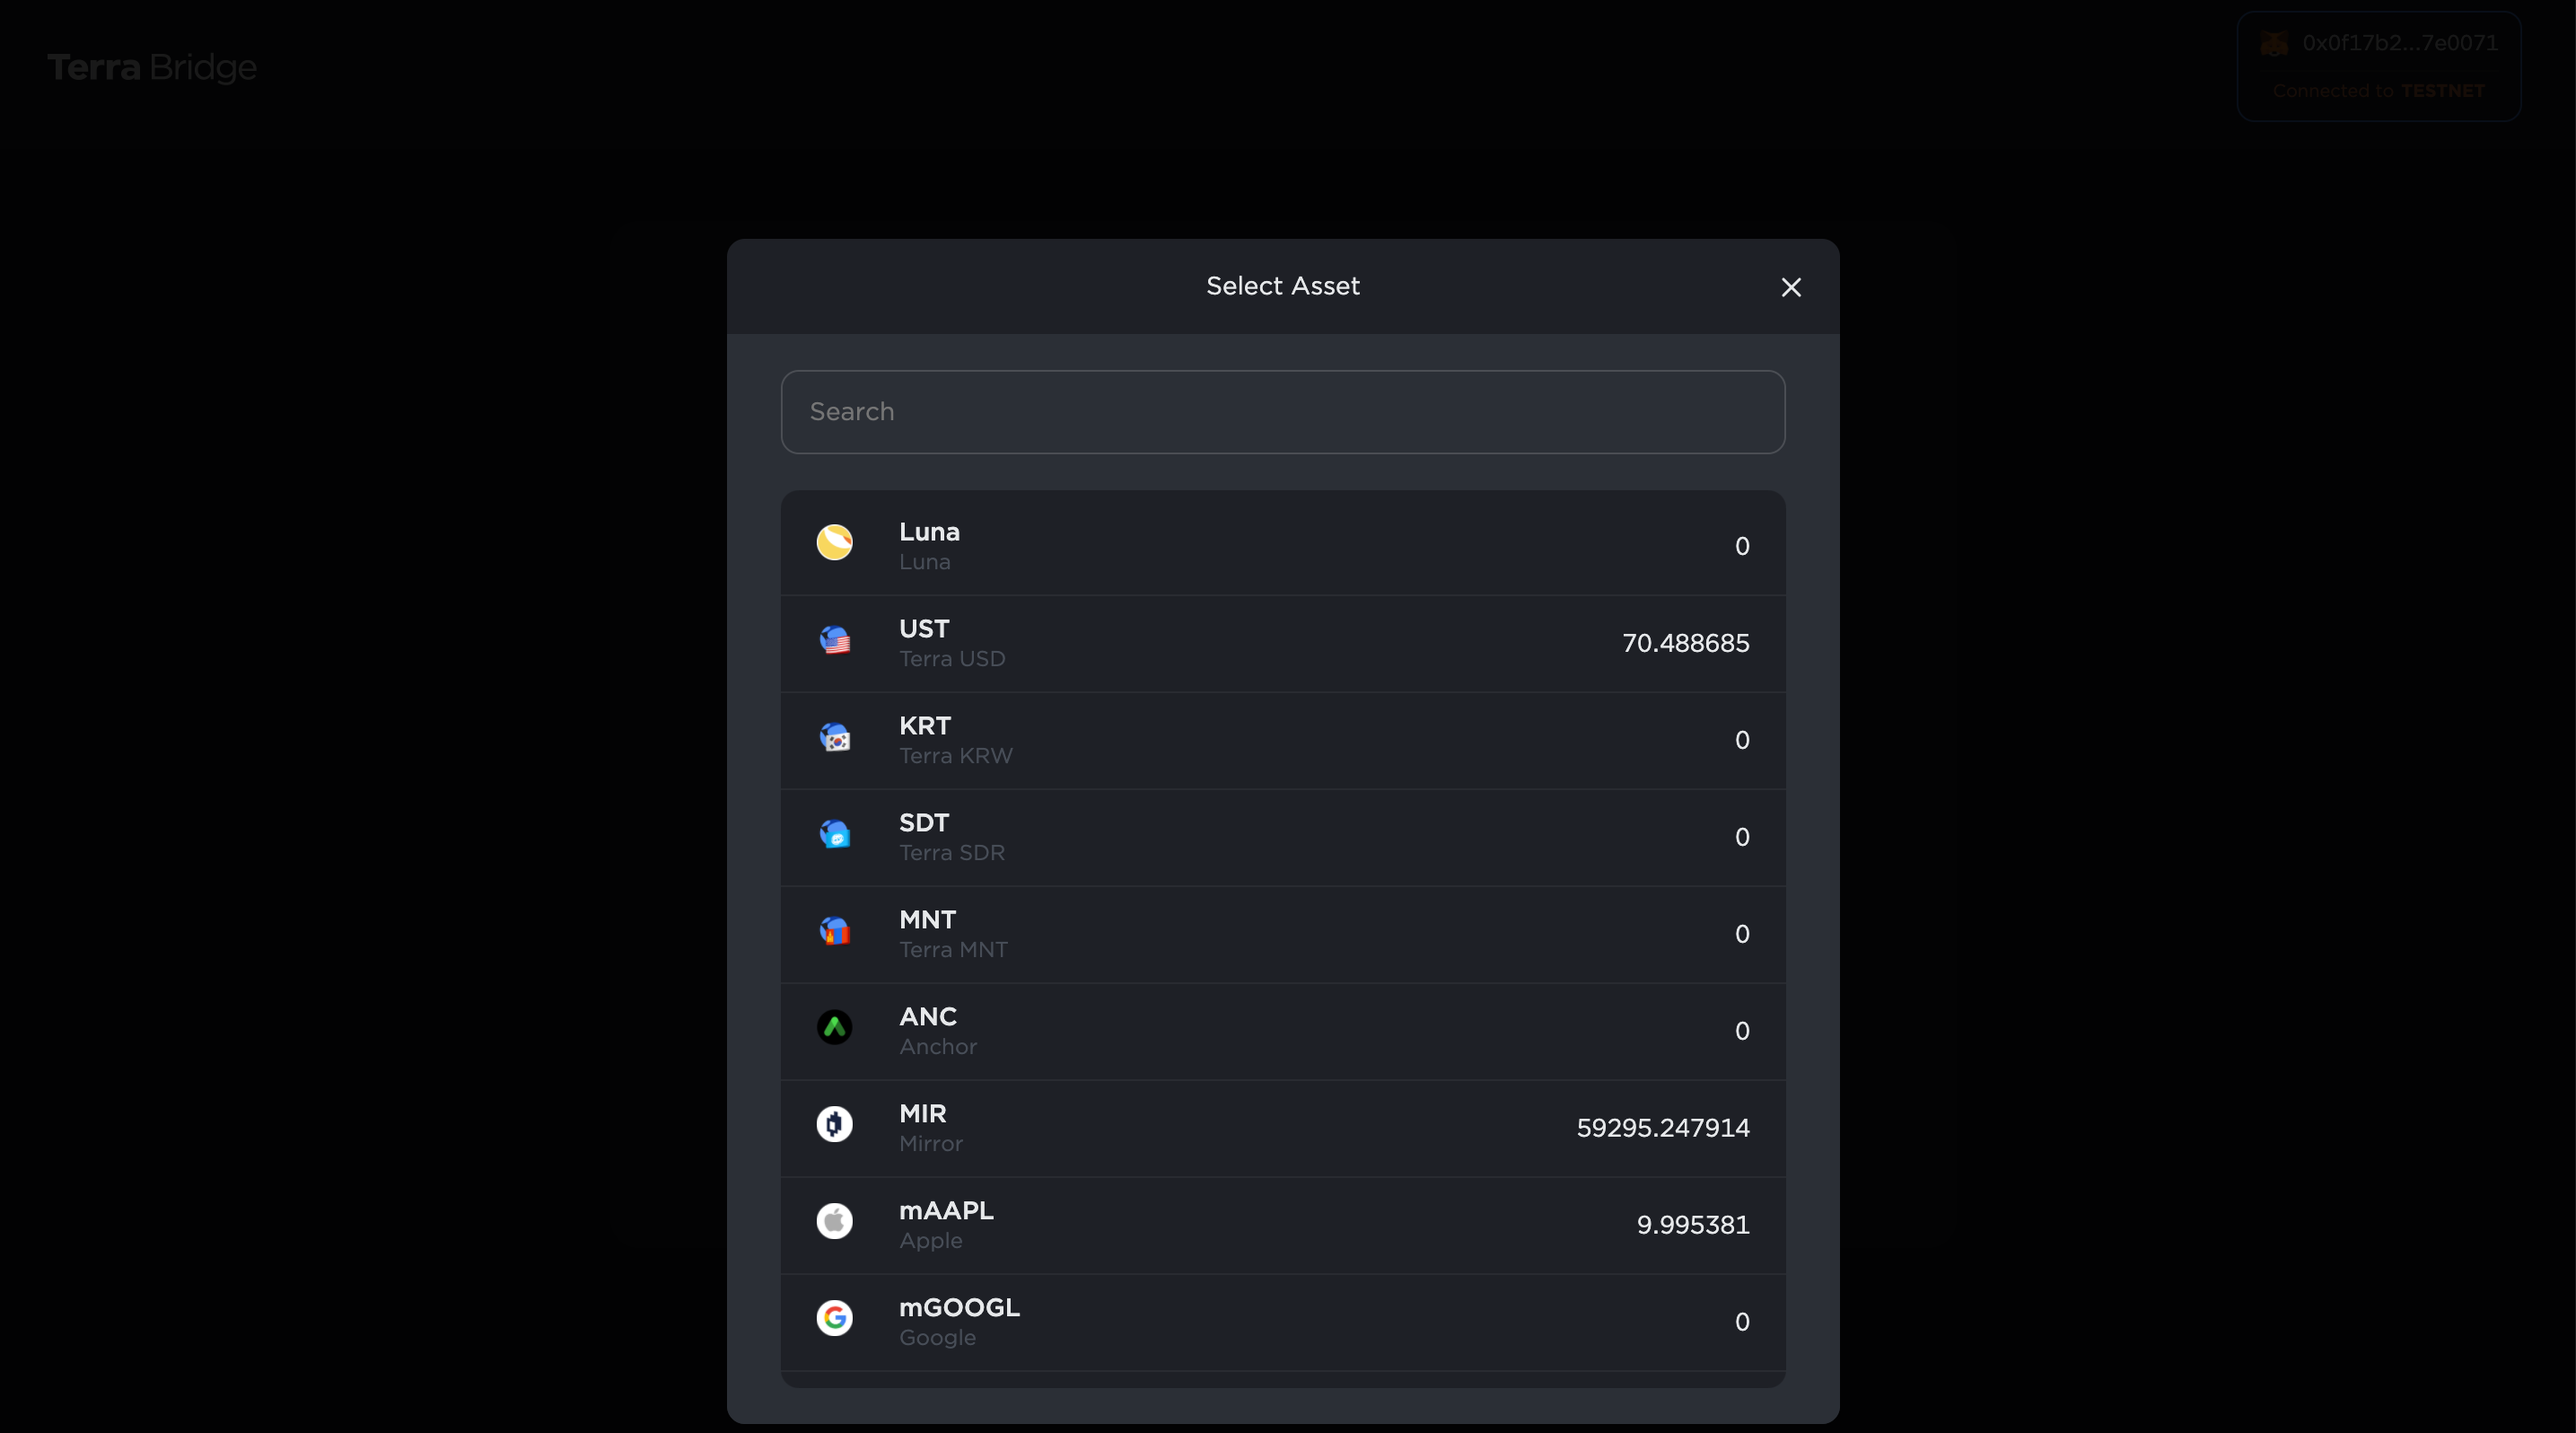 Terra Bridge
0x0f17b2...7e0071
Connected to TESTNET
Select Asset
Search
Luna
Luna
0
UST
Terra USD
70.488685
KRT
Terra KRW
0
SDT
Terra SDR
0
MNT
Terra MNT
0
ANC
Anchor
0
MIR
Mirror
59295.247914
mAAPL
Apple
9.995381
mGOOGL
Google
0